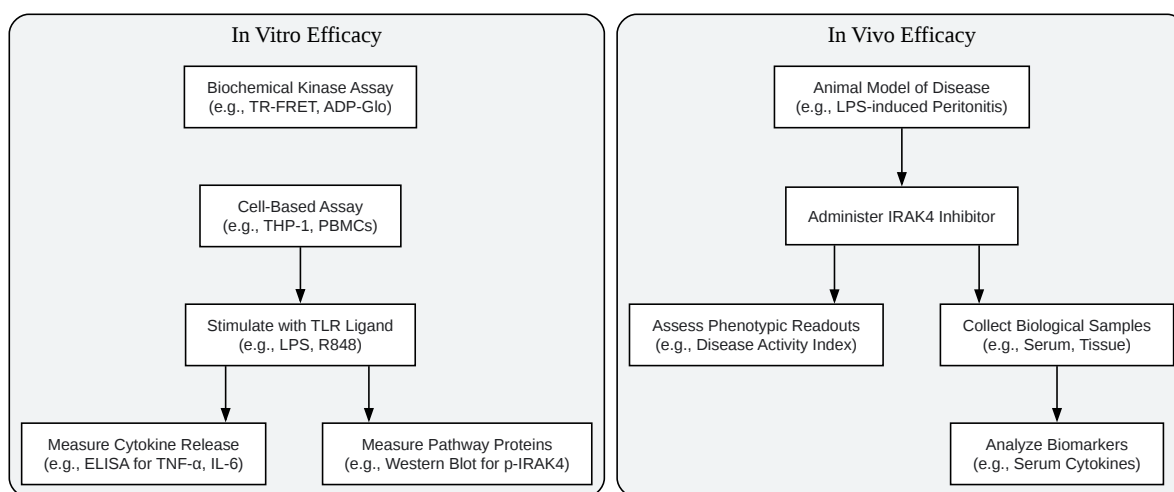 In Vitro Efficacy
Biochemical Kinase Assay
(e.g., TR-FRET, ADP-Glo)
Cell-Based Assay
(e.g., THP-1, PBMCs)
Stimulate with TLR Ligand
(e.g., LPS, R848)
Measure Cytokine Release
(e.g., ELISA for TNF-α, IL-6)
Measure Pathway Proteins
(e.g., Western Blot for p-IRAK4)
In Vivo Efficacy
Animal Model of Disease
(e.g., LPS-induced Peritonitis)
Administer IRAK4 Inhibitor
Assess Phenotypic Readouts
(e.g., Disease Activity Index)
Collect Biological Samples
(e.g., Serum, Tissue)
Analyze Biomarkers
(e.g., Serum Cytokines)